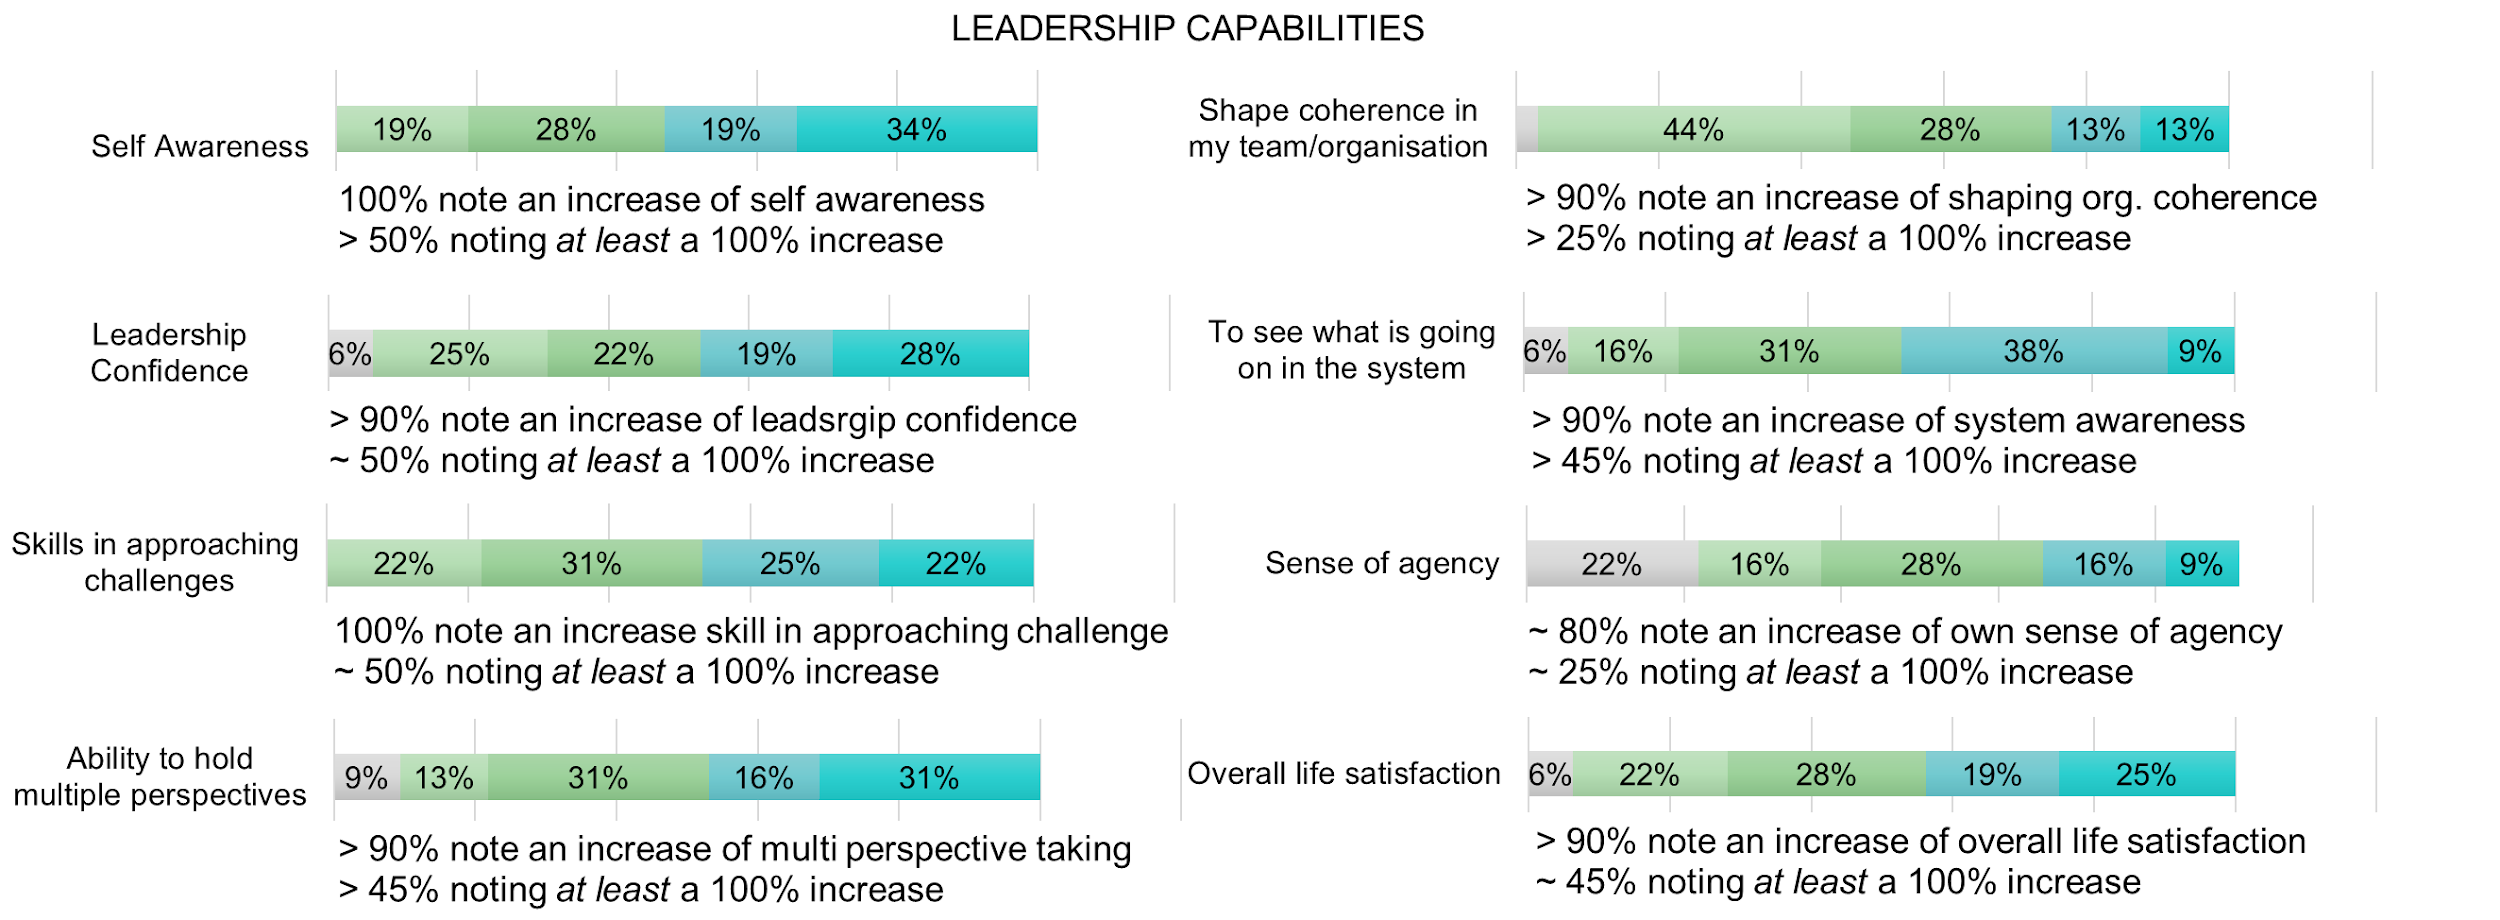 LEADERSHIP CAPABILITIES
Self Awareness
19% 28% 19% 34%
100% note an increase of self awareness
> 50% noting at least a 100% increase
Leadership
Confidence
6% 25% 22% 19% 28%
> 90% note an increase of leadsrgip confidence
~ 50% noting at least a 100% increase
Skills in approaching
challenges
22% 31% 25% 22%
100% note an increase skill in approaching challenge
~ 50% noting at least a 100% increase
Ability to hold
multiple perspectives
9% 13% 31% 16% 31%
> 90% note an increase of multi perspective taking
> 45% noting at least a 100% increase
Shape coherence in
my team/organisation
44% 28% 13% 13%
> 90% note an increase of shaping org. coherence
> 25% noting at least a 100% increase
To see what is going
on in the system
6% 16% 31% 38% 9%
> 90% note an increase of system awareness
> 45% noting at least a 100% increase
Sense of agency
22% 16% 28% 16% 9%
~ 80% note an increase of own sense of agency
~ 25% noting at least a 100% increase
Overall life satisfaction
6% 22% 28% 19% 25%
> 90% note an increase of overall life satisfaction
~ 45% noting at least a 100% increase